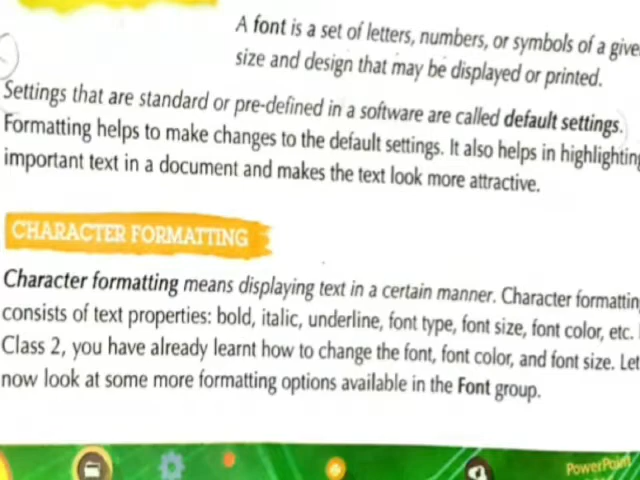 A font is a set of letters, numbers, or symbols of a give
size and design that may be displayed or printed.
Settings that are standard or pre-defined in a software are called default settings.
Formatting helps to make changes to the default settings. It also helps in highlighting
important text in a document and makes the text look more attractive.
CHARACTER FORMATTING
Character formatting means displaying text in a certain manner. Character formattin
consists of text properties: bold, italic, underline, font type, font size, font color, etc.
Class 2, you have already learnt how to change the font, font color, and font size. Let
now look at some more formatting options available in the Font group.
PowerPoint